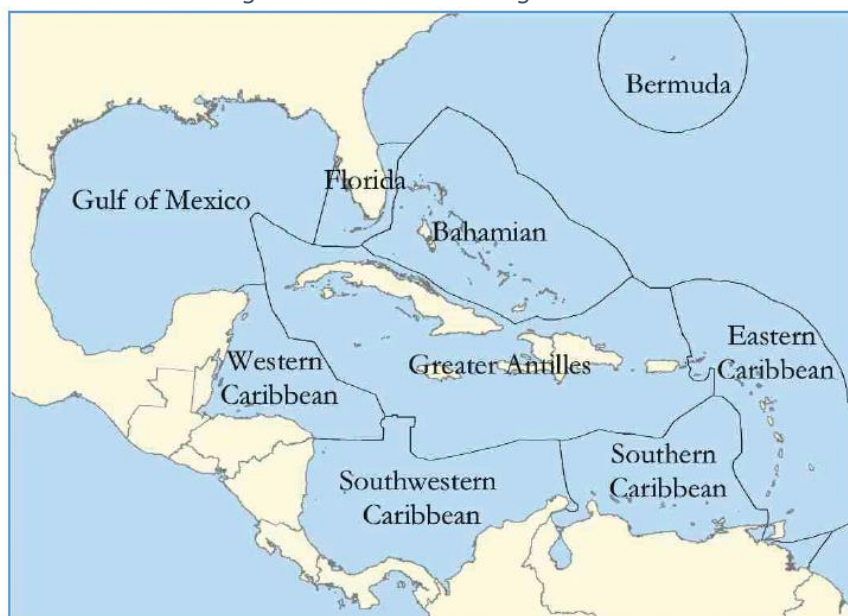 Bermuda
Florida
Gulf of Mexico
Bahamian
Western
Caribbean
Greater Antilles
Eastern
Caribbean
Southwestern
Caribbean
Southern
Caribbean